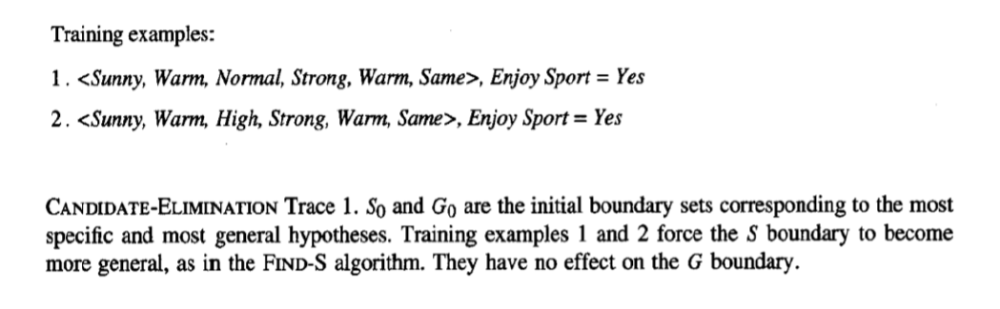 Training examples:
1. <Sunny, Warm, Normal, Strong, Warm, Same>, Enjoy Sport = Yes
2. <Sunny, Warm, High, Strong, Warm, Same>, Enjoy Sport = Yes
CANDIDATE-ELIMINATION Trace 1. S0 and G0 are the initial boundary sets corresponding to the most
specific and most general hypotheses. Training examples 1 and 2 force the S boundary to become
more general, as in the FIND-S algorithm. They have no effect on the G boundary.